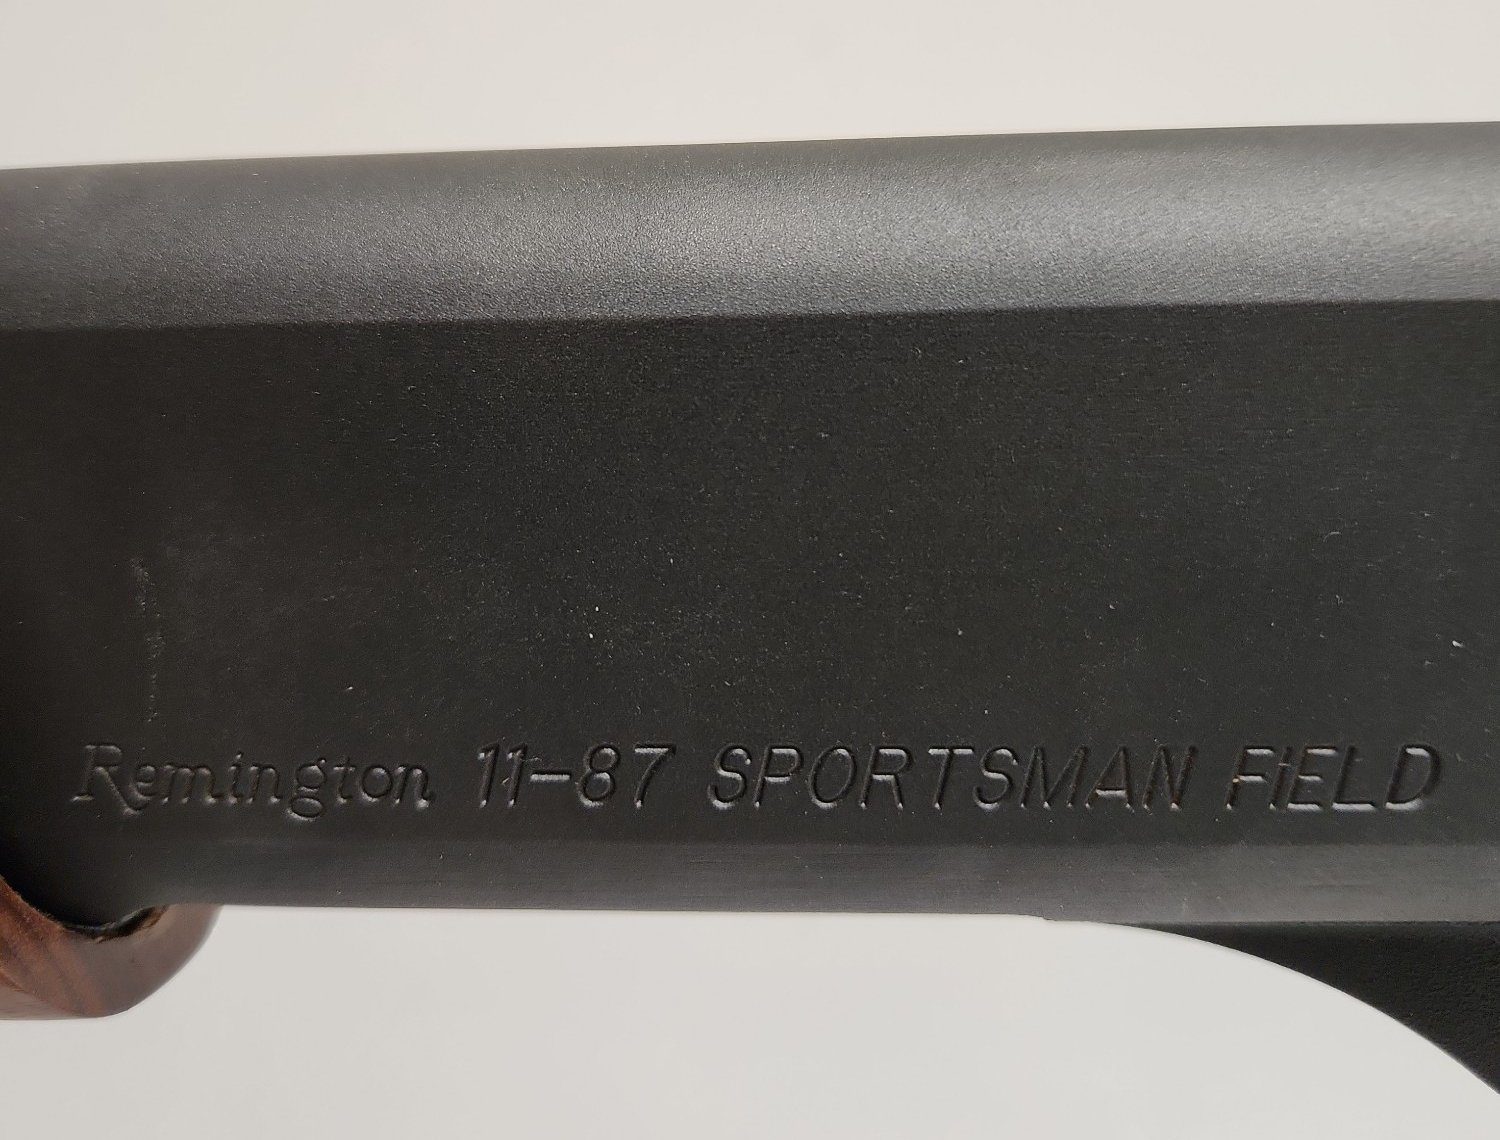 Remington 11-87 SPORTSMAN FIELD